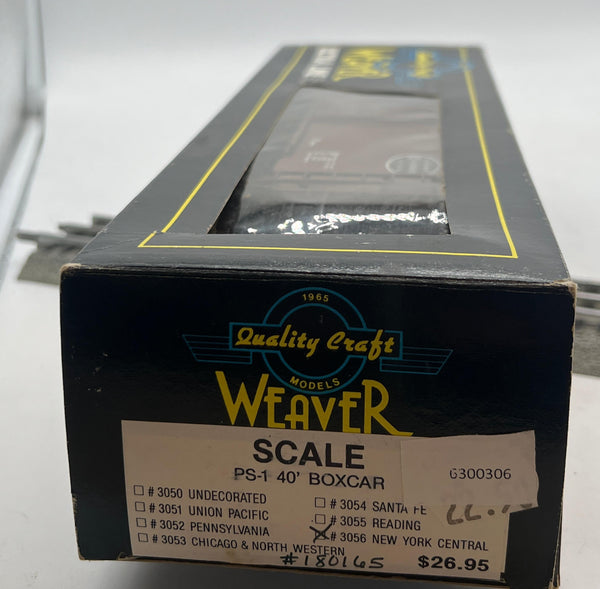 1965
Quality Craft
MODELS
WEAVER
SCALE
PS-1 40' BOXCAR
6300306
# 3050 UNDECORATED
# 3051 UNION PACIFIC
# 3052 PENNSYLVANIA
# 3053 CHICAGO & NORTH WESTERN
# 3054 SANTA FE
# 3055 READING
# 3056 NEW YORK CENTRAL
#180165
$26.95